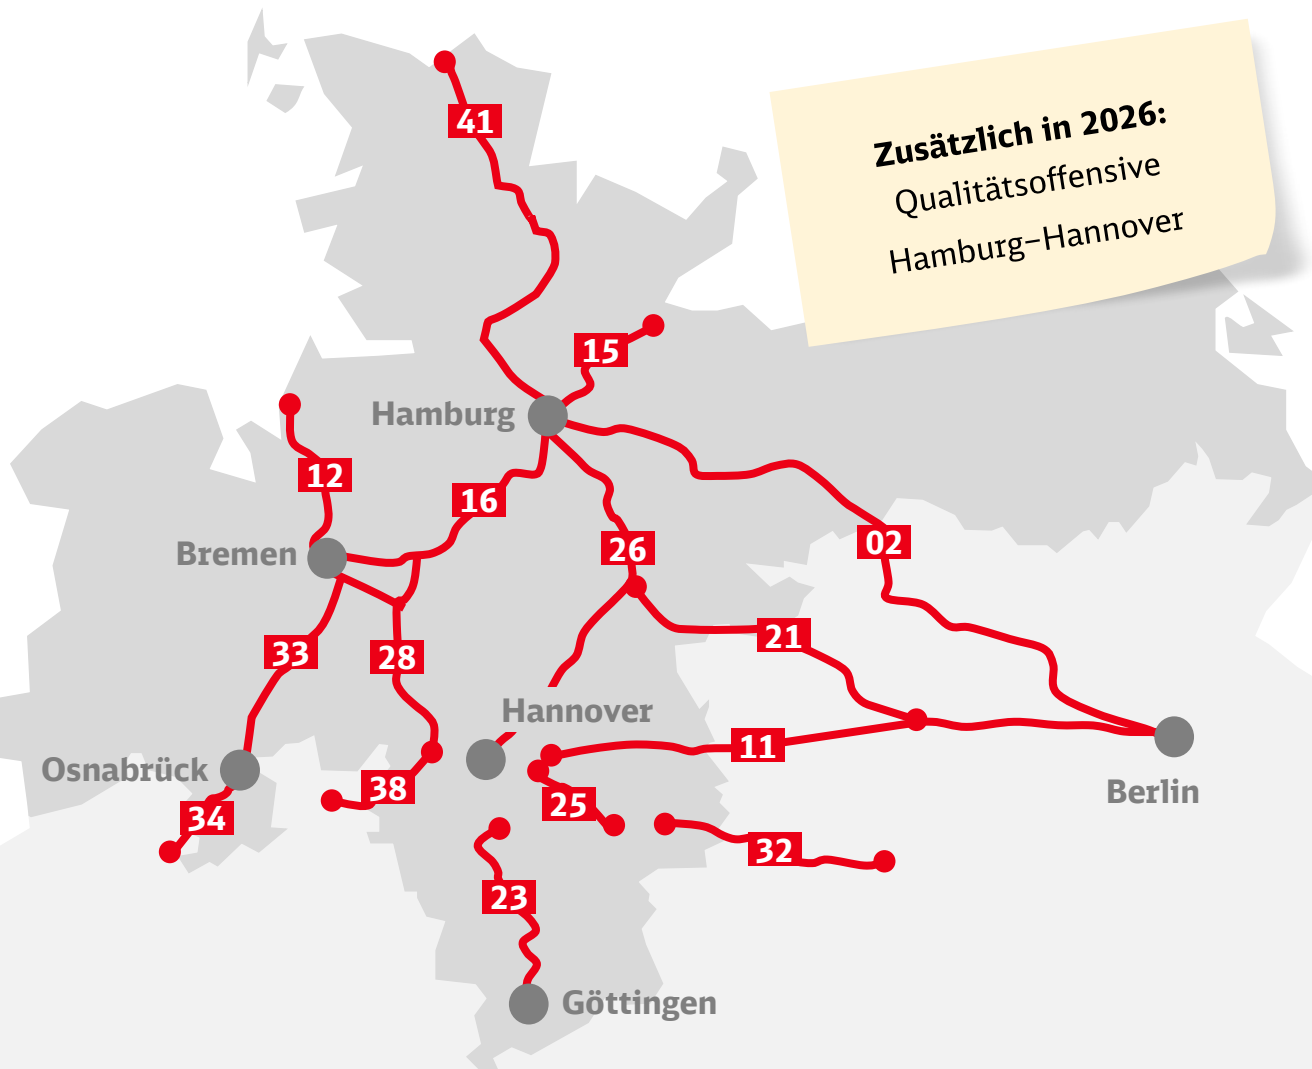 41
Zusätzlich in 2026:
Qualitätsoffensive
Hamburg–Hannover
15
Hamburg
12
16
Bremen
26
02
33
28
21
Hannover
11
Osnabrück
38
Berlin
34
25
32
23
Göttingen